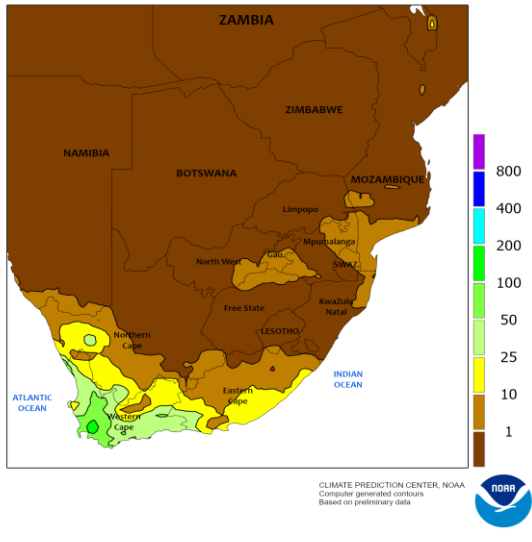 ZAMBIA
ZIMBABWE
NAMIBIA
BOTSWANA
MOZAMBIQUE
Limpopo
Mpumalanga
Gau.
North West
SWAZ.
Free State
KwaZulu
Natal
LESOTHO
Northern
Cape
Eastern
Cape
Western
Cape
ATLANTIC
OCEAN
INDIAN
OCEAN
800
400
200
100
50
25
10
1
CLIMATE PREDICTION CENTER, NOAA
Computer generated contours
Based on preliminary data
NOAA